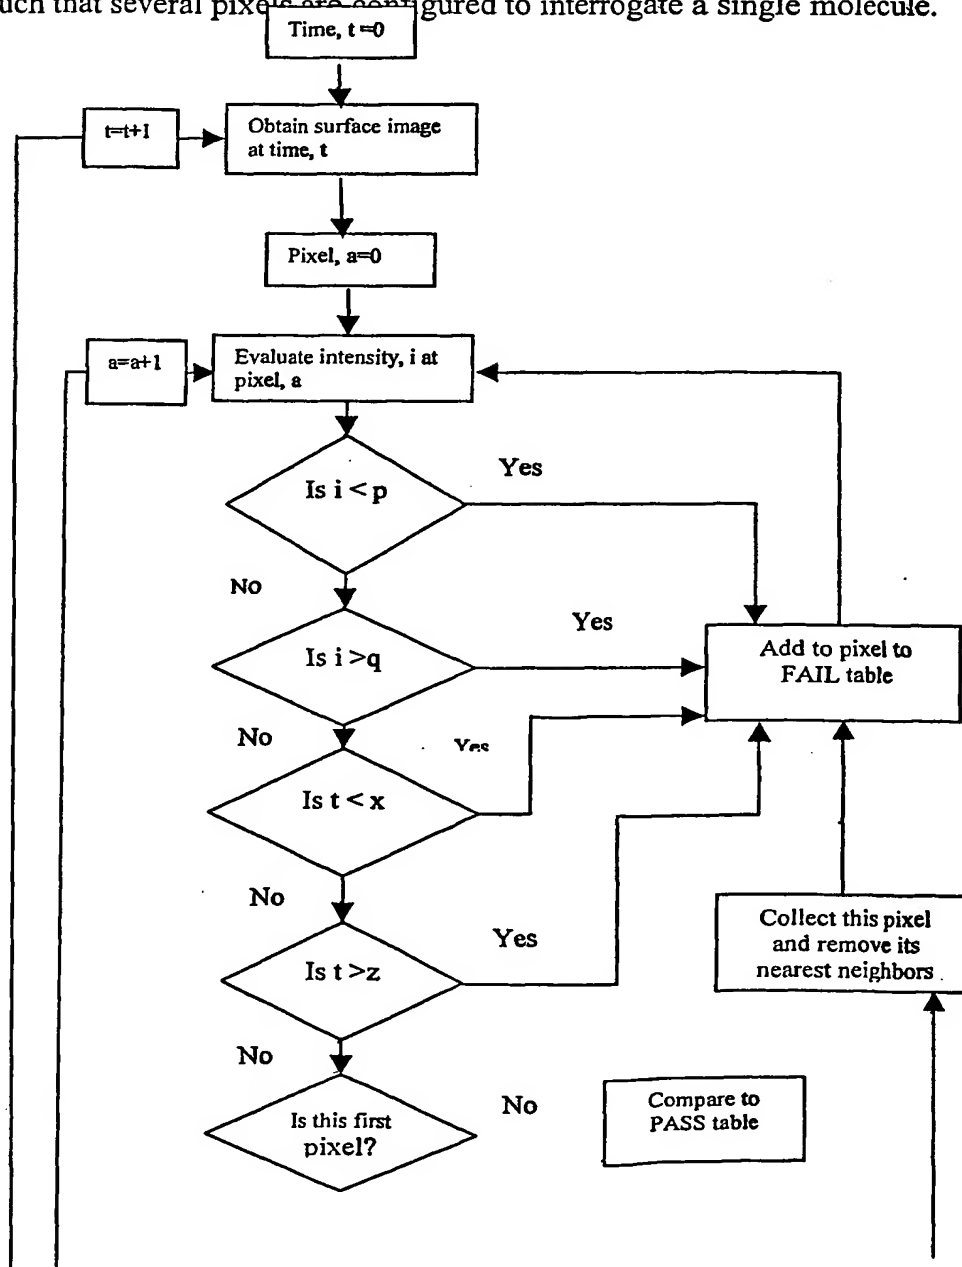 such that several pixels are configured to interrogate a single molecule.
Time, t=0
t=t+1
Obtain surface image
at time, t
Pixel, a=0
a=a+1
Evaluate intensity, i at
pixel, a
Is i < p
Yes
No
Is i >q
Yes
Add to pixel to
FAIL table
No
Yes
Is t < x
No
Collect this pixel
and remove its
nearest neighbors
Yes
Is t >z
No
Is this first
pixel?
No
Compare to
PASS table